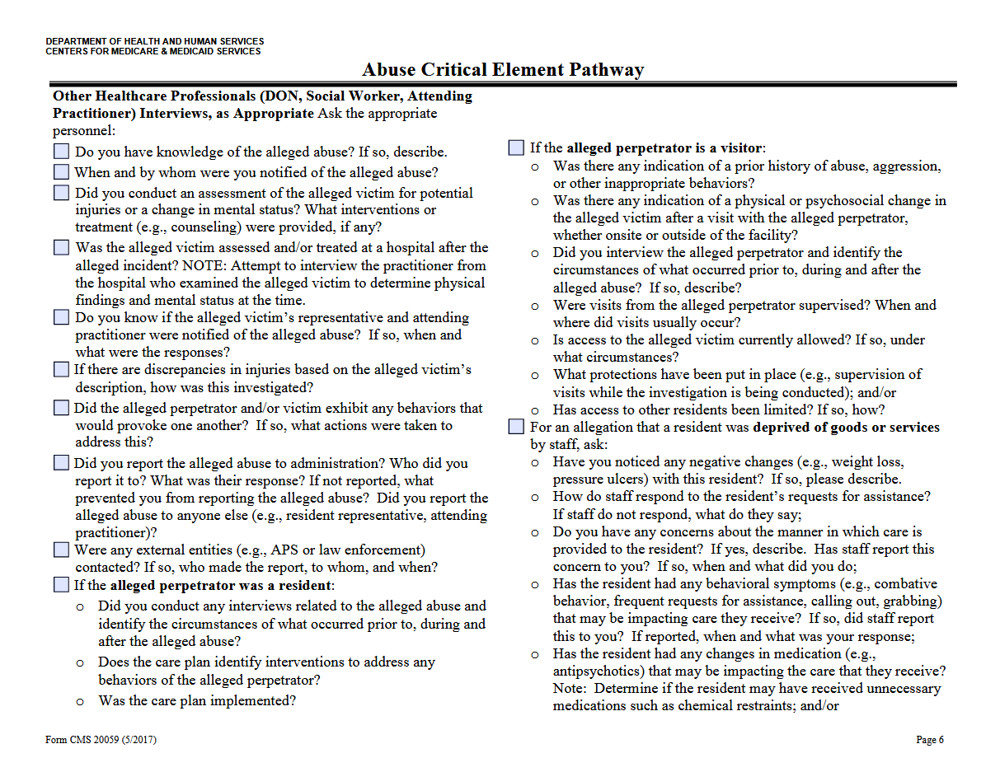 DEPARTMENT OF HEALTH AND HUMAN SERVICES
CENTERS FOR MEDICARE & MEDICAID SERVICES
Abuse Critical Element Pathway
Other Healthcare Professionals (DON, Social Worker, Attending
Practitioner) Interviews, as Appropriate Ask the appropriate
personnel:
Do you have knowledge of the alleged abuse? If so, describe.
When and by whom were you notified of the alleged abuse?
Did you conduct an assessment of the alleged victim for potential
injuries or a change in mental status? What interventions or
treatment (e.g., counseling) were provided, if any?
Was the alleged victim assessed and/or treated at a hospital after the
alleged incident? NOTE: Attempt to interview the practitioner from
the hospital who examined the alleged victim to determine physical
findings and mental status at the time.
Do you know if the alleged victim's representative and attending
practitioner were notified of the alleged abuse? If so, when and
what were the responses?
If there are discrepancies in injuries based on the alleged victim's
description, how was this investigated?
Did the alleged perpetrator and/or victim exhibit any behaviors that
would provoke one another? If so, what actions were taken to
address this?
Did you report the alleged abuse to administration? Who did you
report it to? What was their response? If not reported, what
prevented you from reporting the alleged abuse? Did you report the
alleged abuse to anyone else (e.g., resident representative, attending
practitioner)?
Were any external entities (e.g., APS or law enforcement)
contacted? If so, who made the report, to whom, and when?
If the alleged perpetrator was a resident:
o Did you conduct any interviews related to the alleged abuse and
identify the circumstances of what occurred prior to, during and
after the alleged abuse?
o Does the care plan identify interventions to address any
behaviors of the alleged perpetrator?
o Was the care plan implemented?
If the alleged perpetrator is a visitor:
o Was there any indication of a prior history of abuse, aggression,
or other inappropriate behaviors?
o Was there any indication of a physical or psychosocial change in
the alleged victim after a visit with the alleged perpetrator,
whether onsite or outside of the facility?
o Did you interview the alleged perpetrator and identify the
circumstances of what occurred prior to, during and after the
alleged abuse? If so, describe?
o Were visits from the alleged perpetrator supervised? When and
where did visits usually occur?
o Is access to the alleged victim currently allowed? If so, under
what circumstances?
o What protections have been put in place (e.g., supervision of
visits while the investigation is being conducted); and/or
o Has access to other residents been limited? If so, how?
For an allegation that a resident was deprived of goods or services
by staff, ask:
o Have you noticed any negative changes (e.g., weight loss,
pressure ulcers) with this resident? If so, please describe.
o How do staff respond to the resident's requests for assistance?
If staff do not respond, what do they say;
o Do you have any concerns about the manner in which care is
provided to the resident? If yes, describe. Has staff report this
concern to you? If so, when and what did you do;
o Has the resident had any behavioral symptoms (e.g., combative
behavior, frequent requests for assistance, calling out, grabbing)
that may be impacting care they receive? If so, did staff report
this to you? If reported, when and what was your response;
o Has the resident had any changes in medication (e.g.,
antipsychotics) that may be impacting the care that they receive?
Note: Determine if the resident may have received unnecessary
medications such as chemical restraints; and/or
Form CMS 20059 (5/2017)
Page 6